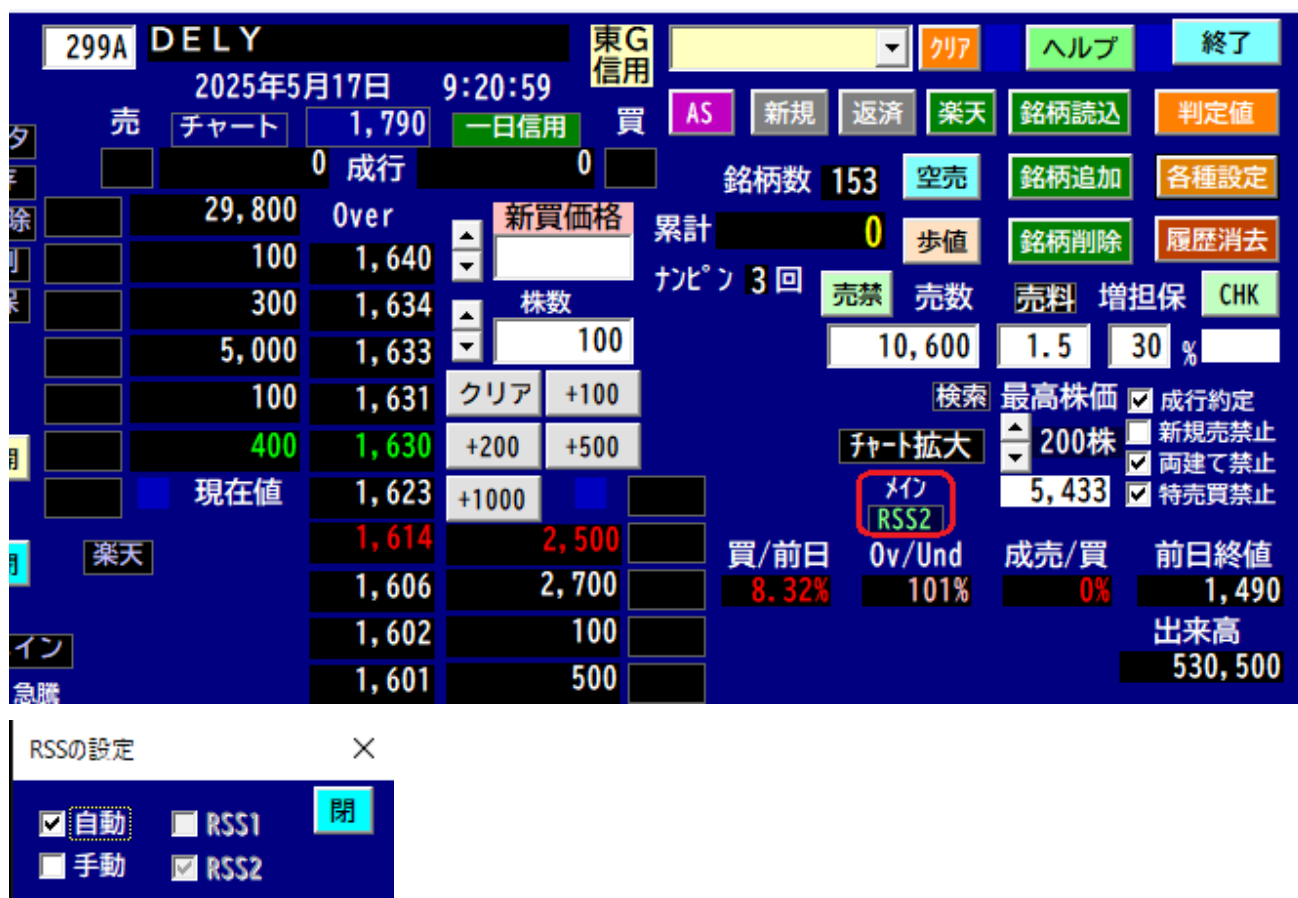 299A DELY 東G信用 クリア ヘルプ 終了
2025年5月17日 9:20:59
売 チャート 1,790 一日信用 買 AS 新規 返済 楽天 銘柄読込 判定値
0 成行 0 銘柄数 153 空売 銘柄追加 各種設定
除 29,800 Over 新買価格 累計 0 歩値 銘柄削除 履歴消去
100 1,640 ナンピン 3回 売禁 売数 売料 増担保 CHK
300 1,634 株数
5,000 1,633 100 10,600 1.5 30 %
100 1,631 クリア +100 検索 最高株価 成行約定
400 1,630 +200 +500 チャート拡大 200株 新規売禁止
両建て禁止
現在値 1,623 +1000 メイン 5,433 特売買禁止
RSS2
楽天 1,614 2,500 買/前日 Ov/Und 成売/買 前日終値
1,606 2,700 8.32% 101% 0% 1,490
イン 1,602 100 出来高
急騰 1,601 500 530,500
RSSの設定 ×
自動 RSS1 閉
手動 RSS2